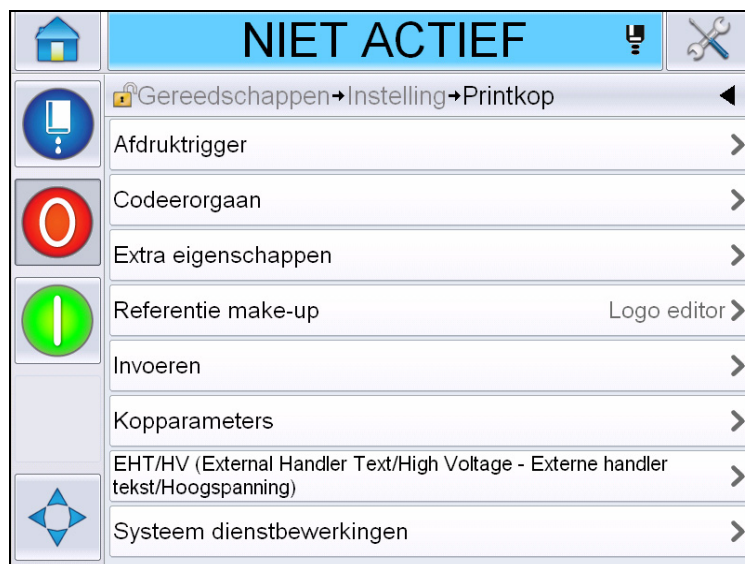 NIET ACTIEF
Gereedschappen→Instelling→Printkop
Afdruktrigger
Codeerorgaan
Extra eigenschappen
Referentie make-up Logo editor
Invoeren
Kopparameters
EHT/HV (External Handler Text/High Voltage - Externe handler
tekst/Hoogspanning)
Systeem dienstbewerkingen